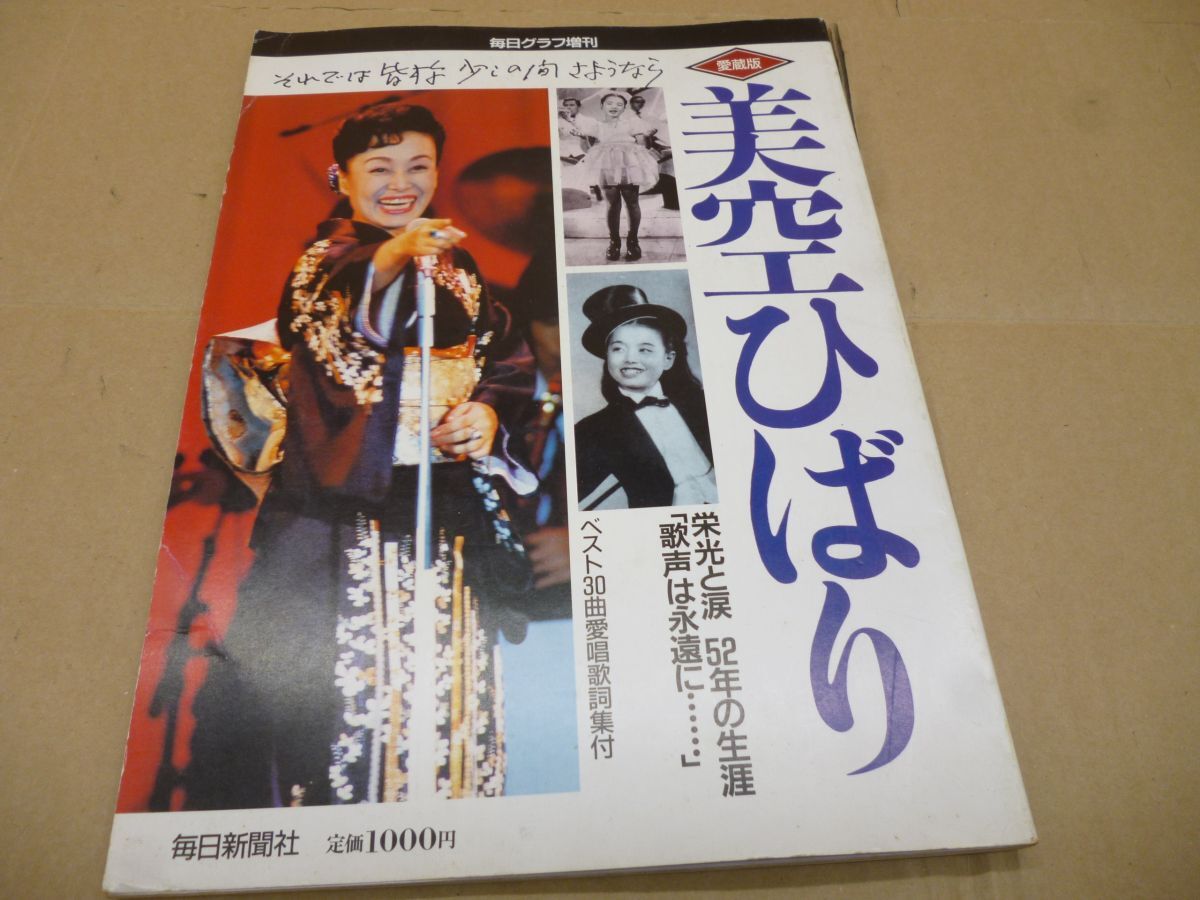 毎日グラフ増刊
それでは 皆様 少しの間 さようなら
愛蔵版
美空ひばり
栄光と涙 52年の生涯
「歌声は永遠に……」
ベスト30曲愛唱歌詞集付
毎日新聞社 定価1000円